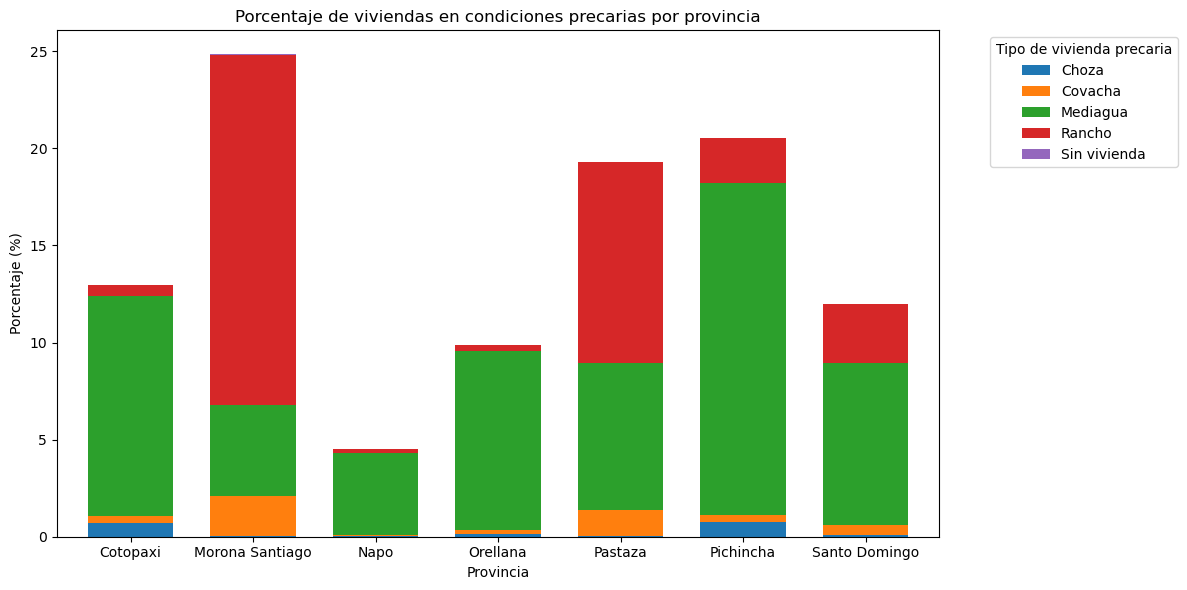 Porcentaje de viviendas en condiciones precarias por provincia
Tipo de vivienda precaria
Choza
Covacha
Mediagua
Rancho
Sin vivienda
Porcentaje (%)
25
20
15
10
5
0
Cotopaxi Morona Santiago Napo Orellana Pastaza Pichincha Santo Domingo
Provincia